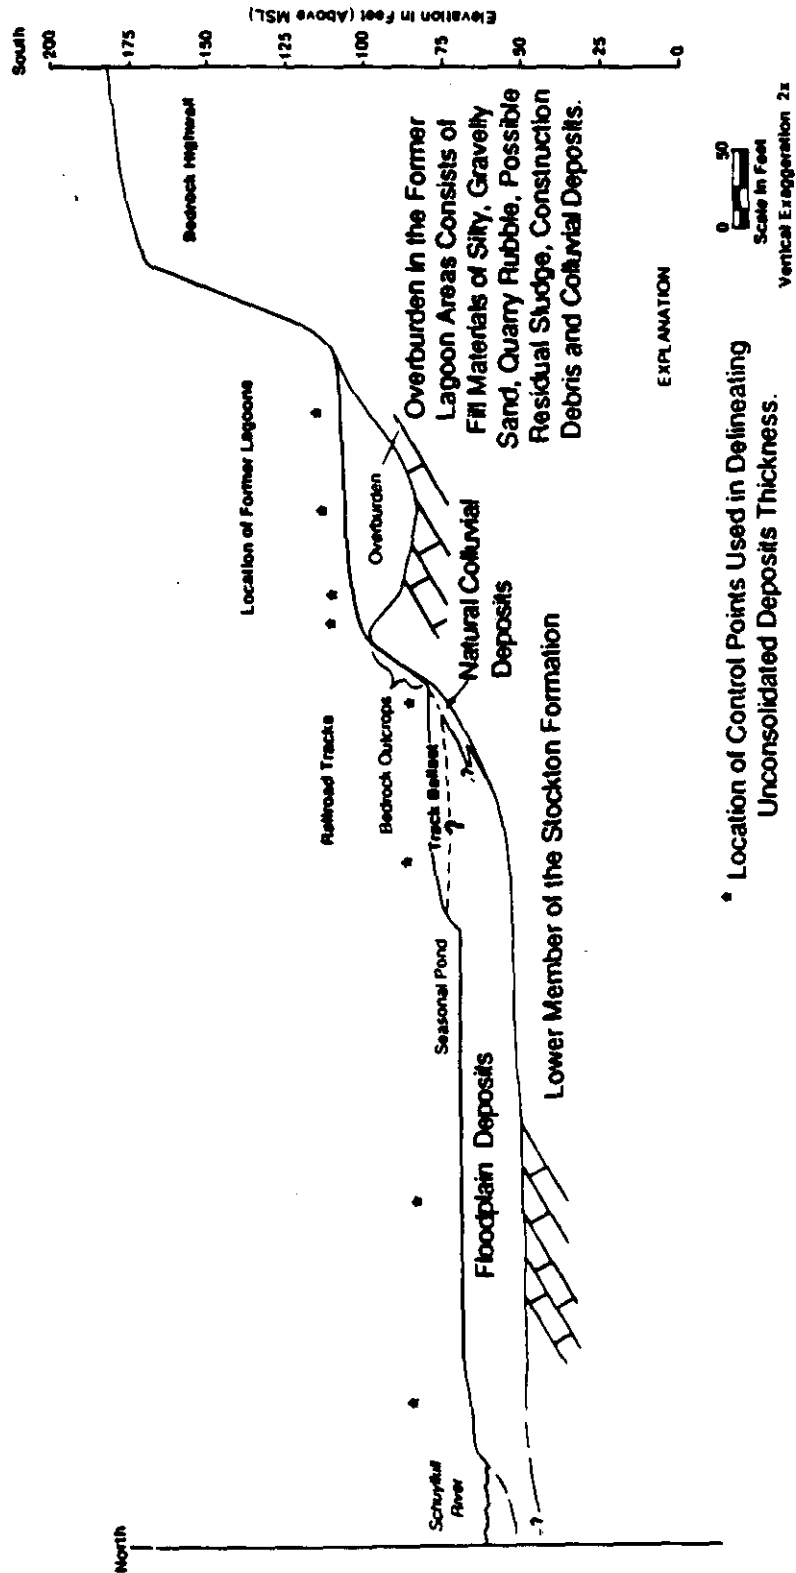 North
South
Elevation in Feet (Above MSL)
200
175
150
125
100
75
50
25
0
Bedrock Highwall
Location of Former Lagoons
Railroad Tracks
Bedrock Outcrops
Track Ballast
Overburden
Overburden in the Former
Lagoon Areas Consists of
Fill Materials of Silty, Gravelly
Sand, Quarry Rubble, Possible
Residual Sludge, Construction
Debris and Colluvial Deposits.
Natural Colluvial
Deposits
?
?
Seasonal Pond
Schuylkill
River
Floodplain Deposits
Lower Member of the Stockton Formation
?
EXPLANATION
* Location of Control Points Used in Delineating
Unconsolidated Deposits Thickness.
0 50
Scale in Feet
Vertical Exaggeration 2x